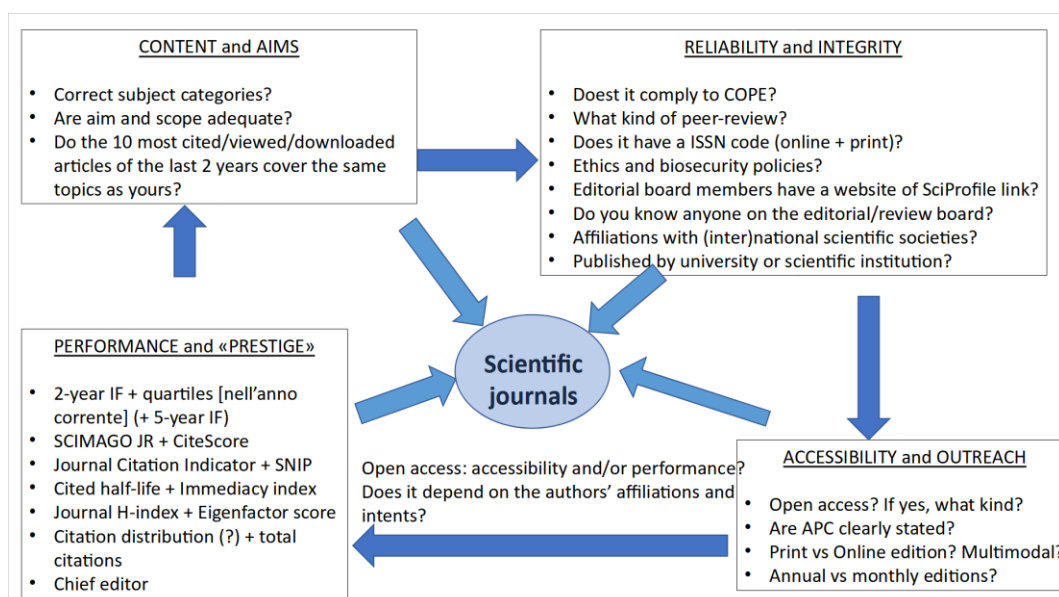 CONTENT and AIMS
• Correct subject categories?
• Are aim and scope adequate?
• Do the 10 most cited/viewed/downloaded
articles of the last 2 years cover the same
topics as yours?
RELIABILITY and INTEGRITY
• Doest it comply to COPE?
• What kind of peer-review?
• Does it have a ISSN code (online + print)?
• Ethics and biosecurity policies?
• Editorial board members have a website of SciProfile link?
• Do you know anyone on the editorial/review board?
• Affiliations with (inter)national scientific societies?
• Published by university or scientific institution?
Scientific
journals
PERFORMANCE and «PRESTIGE»
• 2-year IF + quartiles [nell’anno
corrente] (+ 5-year IF)
• SCIMAGO JR + CiteScore
• Journal Citation Indicator + SNIP
• Cited half-life + Immediacy index
• Journal H-index + Eigenfactor score
• Citation distribution (?) + total
citations
• Chief editor
Open access: accessibility and/or performance?
Does it depend on the authors’ affiliations and
intents?
ACCESSIBILITY and OUTREACH
• Open access? If yes, what kind?
• Are APC clearly stated?
• Print vs Online edition? Multimodal?
• Annual vs monthly editions?